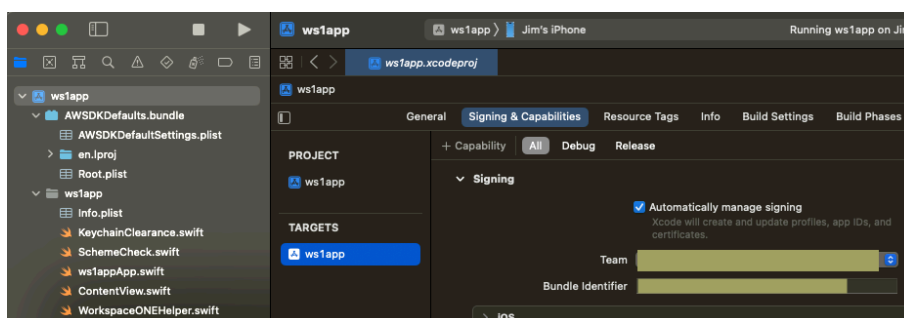 ws1app
ws1app 〉 Jim's iPhone
Running ws1app on Ji
ws1app.xcodeproj
ws1app
ws1app
AWSDKDefaults.bundle
AWSDKDefaultSettings.plist
en.lproj
Root.plist
ws1app
Info.plist
KeychainClearance.swift
SchemeCheck.swift
ws1appApp.swift
ContentView.swift
WorkspaceONEHelper.swift
General Signing & Capabilities Resource Tags Info Build Settings Build Phases
PROJECT
ws1app
TARGETS
ws1app
+ Capability All Debug Release
Signing
Automatically manage signing
Xcode will create and update profiles, app IDs, and
certificates.
Team
Bundle Identifier
iOS